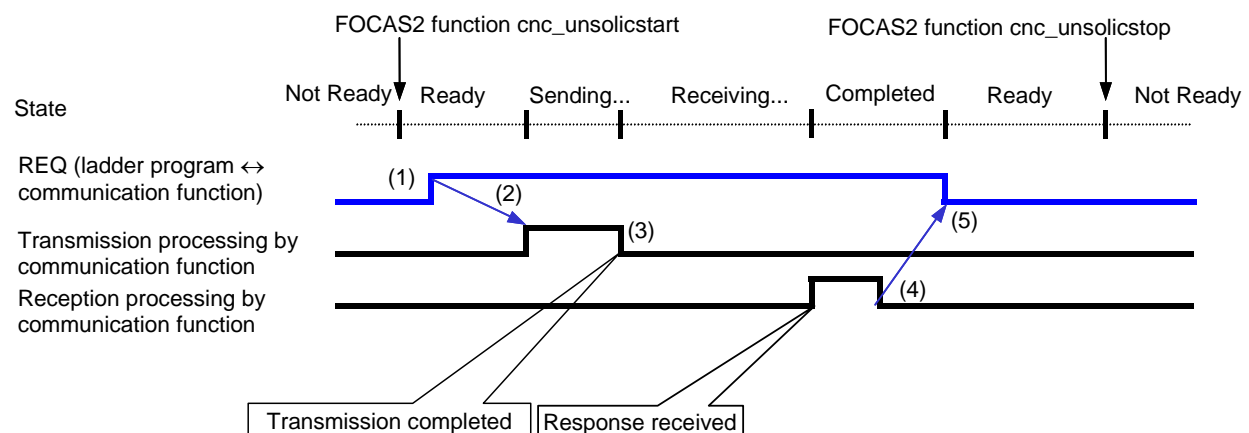 FOCAS2 function cnc_unsolicstart
FOCAS2 function cnc_unsolicstop
State
Not Ready
Ready
Sending...
Receiving...
Completed
Ready
Not Ready
REQ (ladder program ↔
communication function)
(1)
(2)
Transmission processing by
communication function
(3)
(5)
Reception processing by
communication function
(4)
Transmission completed
Response received